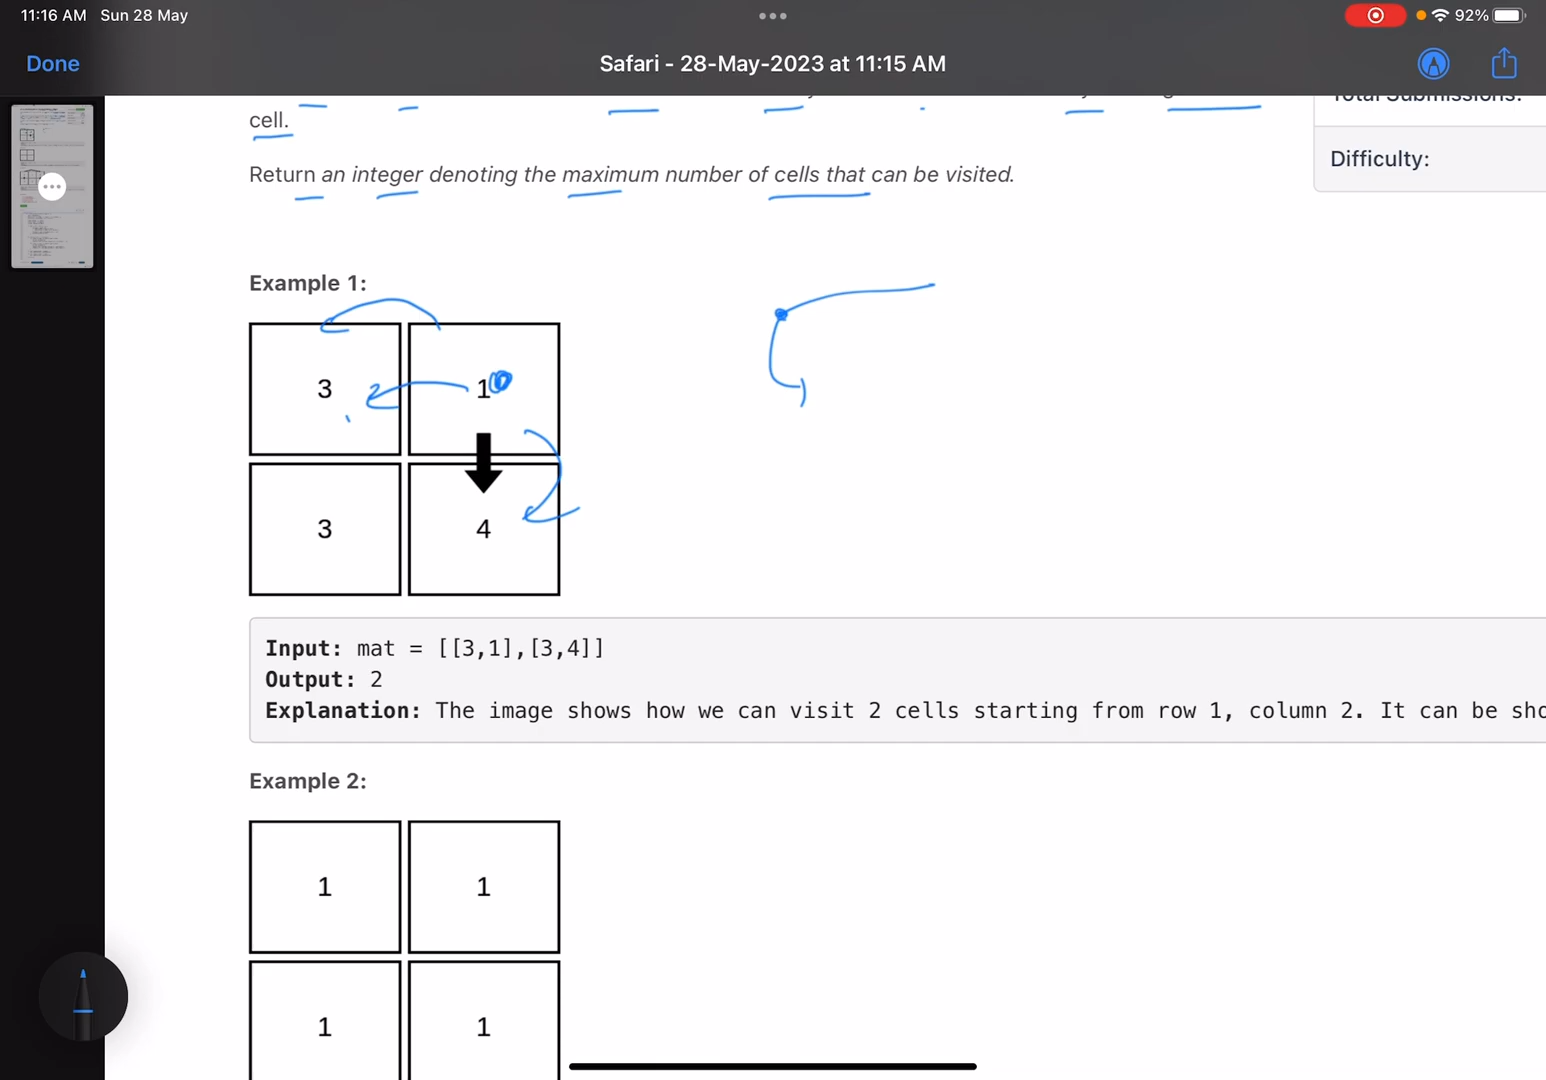 11:16 AM Sun 28 May
92%
Done
Safari - 28-May-2023 at 11:15 AM
cell.
Total Submissions:
Return an integer denoting the maximum number of cells that can be visited.
Difficulty:
Example 1:
3 1
3 4
Input: mat = [[3,1],[3,4]]
Output: 2
Explanation: The image shows how we can visit 2 cells starting from row 1, column 2. It can be sho
Example 2:
1 1
1 1